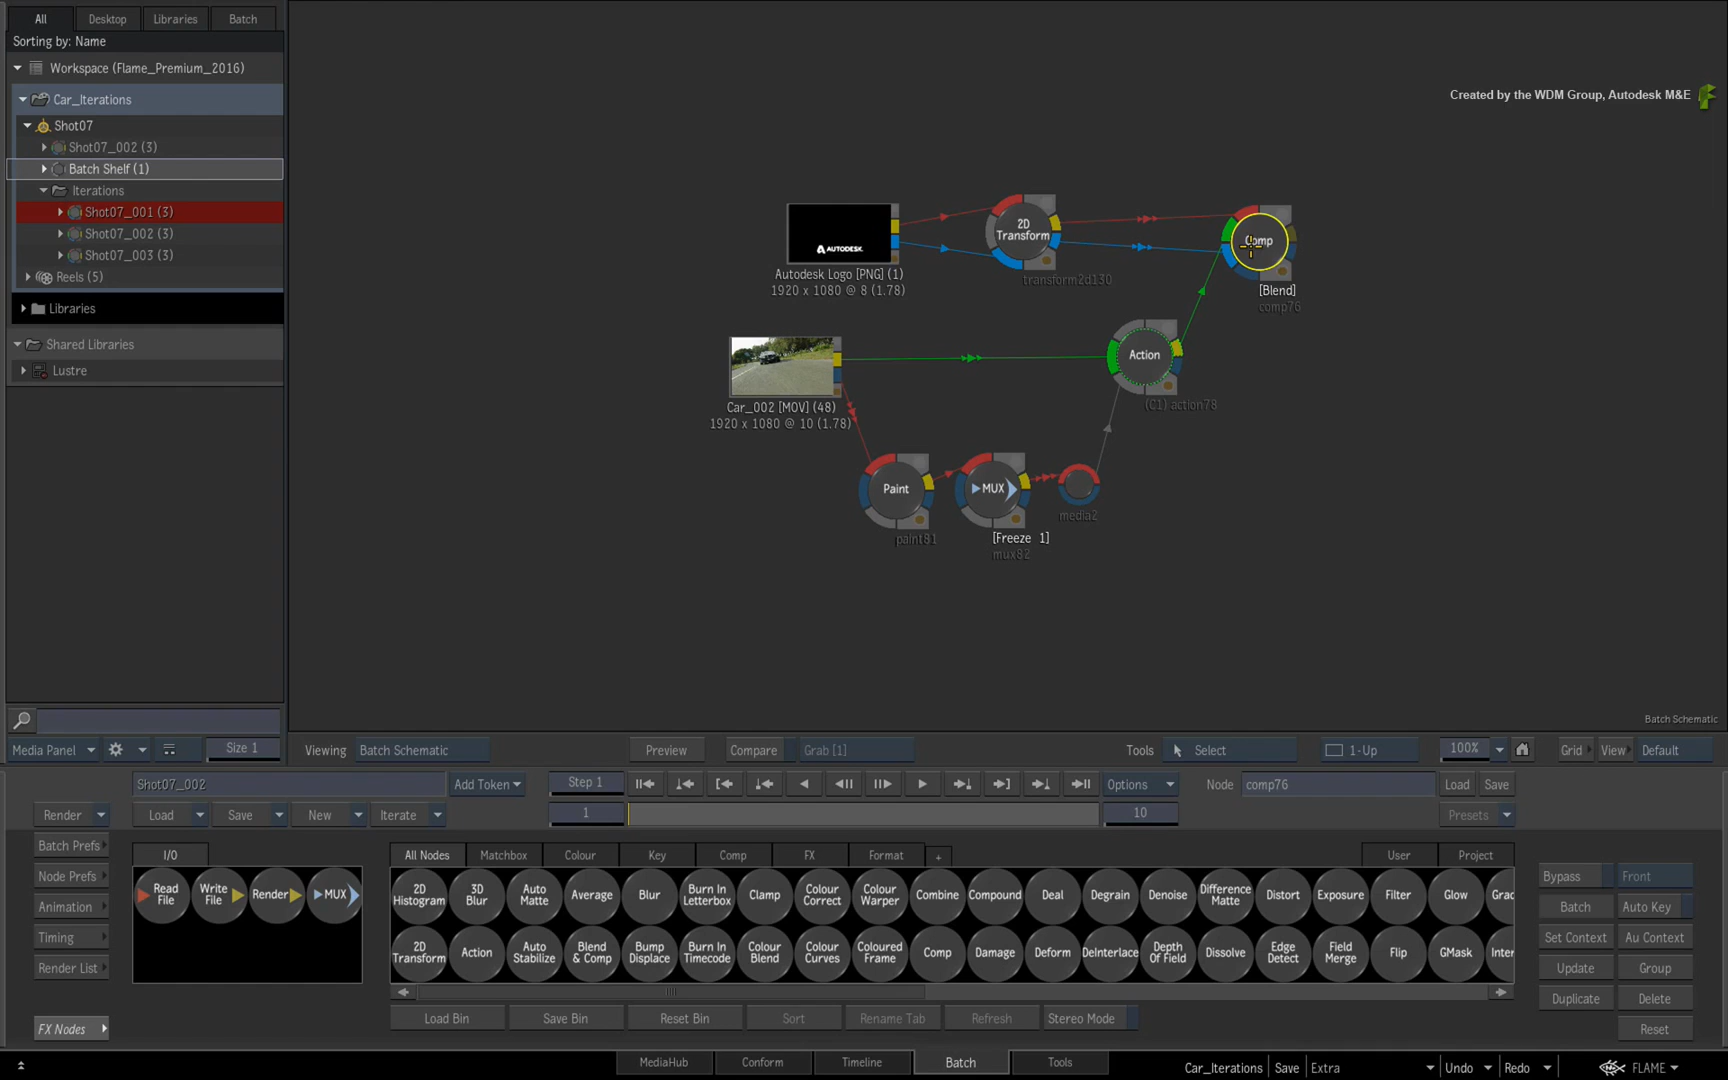 All Desktop Libraries Batch
Sorting by: Name
Workspace (Flame_Premium_2016)
Car_Iterations
Shot07
Shot07_002 (3)
Batch Shelf (1)
Iterations
Shot07_001 (3)
Shot07_002 (3)
Shot07_003 (3)
Reels (5)
Libraries
Shared Libraries
Lustre
Created by the WDM Group, Autodesk M&E
AUTODESK.
Autodesk Logo [PNG] (1)
1920 x 1080 @ 8 (1.78)
2D
Transform
transform2d130
Comp
[Blend]
comp76
Car_002 [MOV] (48)
1920 x 1080 @ 10 (1.78)
Action
(C1) action78
Paint
paint81
MUX
[Freeze 1]
mux82
media2
Batch Schematic
Media Panel Size 1 Viewing Batch Schematic Preview Compare Grab [1] Tools Select 1-Up 100% Grid View Default
Shot07_002 Add Token Step 1 Options Node comp76 Load Save
Render Load Save New Iterate 1 10 Presets
Batch Prefs
Node Prefs
Animation
Timing
Render List
FX Nodes
I/O
Read File Write File Render MUX
All Nodes Matchbox Colour Key Comp FX Format + User Project
2D Histogram 3D Blur Auto Matte Average Blur Burn In Letterbox Clamp Colour Correct Colour Warper Combine Compound Deal Degrain Denoise Difference Matte Distort Exposure Filter Glow Grac
2D Transform Action Auto Stabilize Blend & Comp Bump Displace Burn In Timecode Colour Blend Colour Curves Coloured Frame Comp Damage Deform DeInterlace Depth Of Field Dissolve Edge Detect Field Merge Flip GMask Inter
Load Bin Save Bin Reset Bin Sort Rename Tab Refresh Stereo Mode
Bypass Front
Batch Auto Key
Set Context Au Context
Update Group
Duplicate Delete
Reset
MediaHub Conform Timeline Batch Tools Car_Iterations Save Extra Undo Redo FLAME